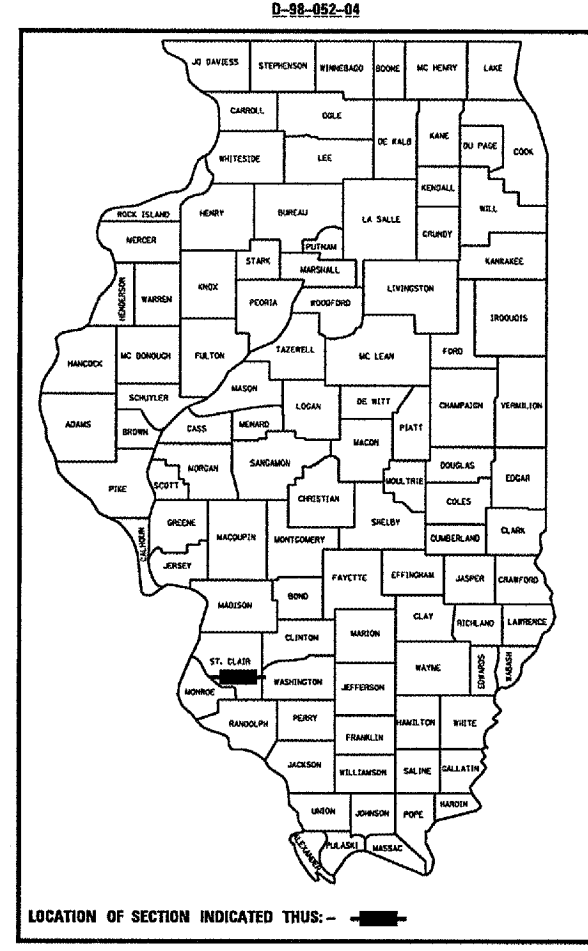 D-98-052-04
JO DAVIESS STEPHENSON WINNEBAGO BOONE MC HENRY LAKE
CARROLL OGLE DE KALB KANE DU PAGE COOK
WHITESIDE LEE
KENDALL
ROCK ISLAND HENRY BUREAU LA SALLE GRUNDY WILL
MERCER PUTNAM
STARK MARSHALL KANKAKEE
HENDERSON WARREN KNOX PEORIA WOODFORD LIVINGSTON IROQUOIS
HANCOCK MC DONOUGH FULTON TAZEWELL MC LEAN FORD
SCHUYLER MASON LOGAN DE WITT CHAMPAIGN VERMILION
ADAMS BROWN CASS MENARD MACON PIATT
PIKE SCOTT MORGAN SANGAMON MOULTRIE DOUGLAS EDGAR
CHRISTIAN COLES
CALHOUN GREENE MACOUPIN MONTGOMERY SHELBY CUMBERLAND CLARK
JERSEY FAYETTE EFFINGHAM JASPER CRAWFORD
MADISON BOND
CLINTON MARION CLAY RICHLAND LAWRENCE
ST. CLAIR WAYNE EDWARDS WABASH
MONROE WASHINGTON JEFFERSON
RANDOLPH PERRY HAMILTON WHITE
FRANKLIN
JACKSON WILLIAMSON SALINE GALLATIN
UNION JOHNSON POPE HARDIN
ALEXANDER PULASKI MASSAC
LOCATION OF SECTION INDICATED THUS: -